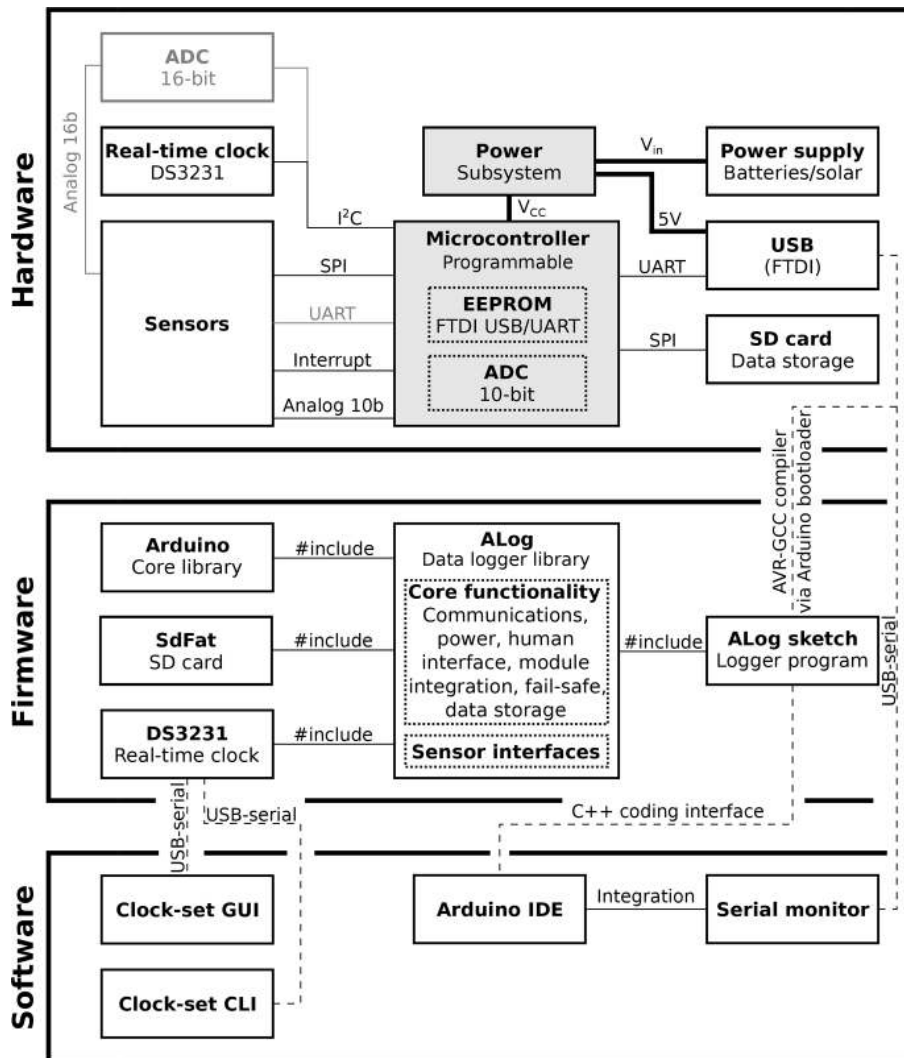 Hardware
ADC
16-bit
Analog 16b
Real-time clock
DS3231
I²C
Sensors
SPI
UART
Interrupt
Analog 10b
Power
Subsystem
Vin
VCC
5V
Power supply
Batteries/solar
Microcontroller
Programmable
EEPROM
FTDI USB/UART
ADC
10-bit
UART
USB
(FTDI)
SPI
SD card
Data storage
AVR-GCC compiler
via Arduino bootloader
USB-serial
Firmware
Arduino
Core library
#include
SdFat
SD card
#include
DS3231
Real-time clock
#include
ALog
Data logger library
Core functionality
Communications,
power, human
interface, module
integration, fail-safe,
data storage
Sensor interfaces
#include
ALog sketch
Logger program
USB-serial
USB-serial
C++ coding interface
Software
Clock-set GUI
Clock-set CLI
Arduino IDE
Integration
Serial monitor